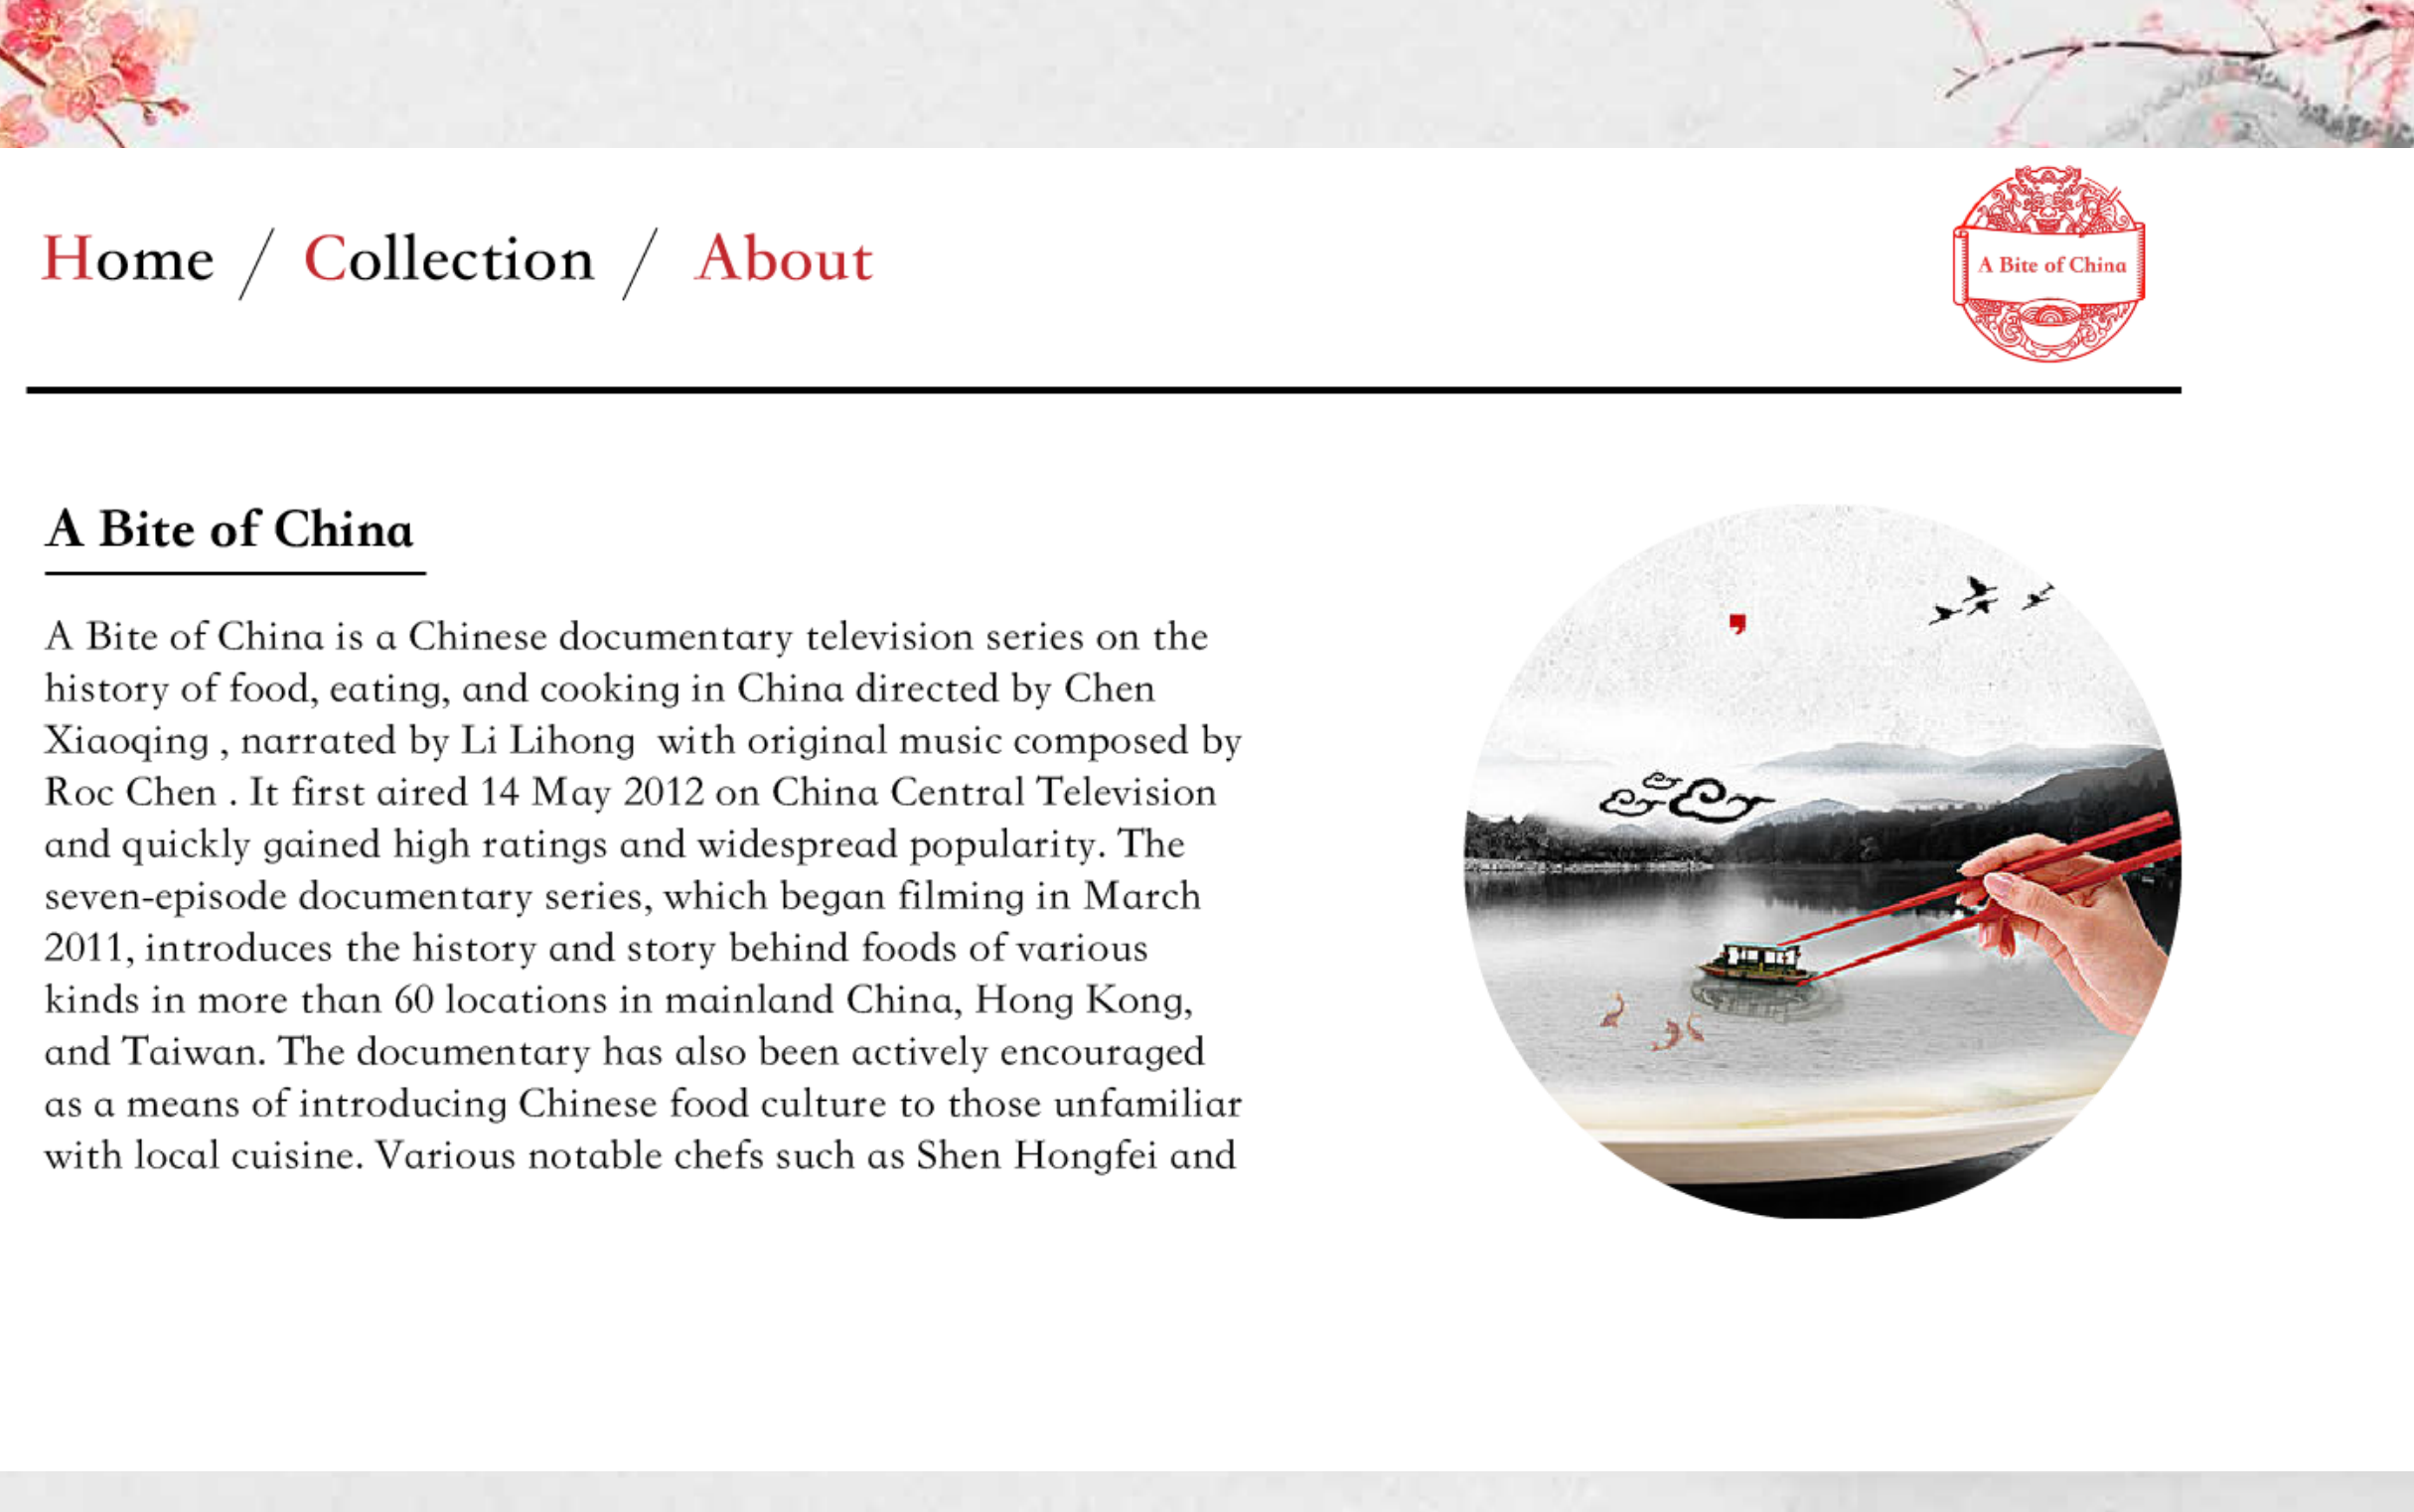 Home / Collection / About
A Bite of China
A Bite of China
A Bite of China is a Chinese documentary television series on the
history of food, eating, and cooking in China directed by Chen
Xiaoqing , narrated by Li Lihong  with original music composed by
Roc Chen . It first aired 14 May 2012 on China Central Television
and quickly gained high ratings and widespread popularity. The
seven-episode documentary series, which began filming in March
2011, introduces the history and story behind foods of various
kinds in more than 60 locations in mainland China, Hong Kong,
and Taiwan. The documentary has also been actively encouraged
as a means of introducing Chinese food culture to those unfamiliar
with local cuisine. Various notable chefs such as Shen Hongfei and